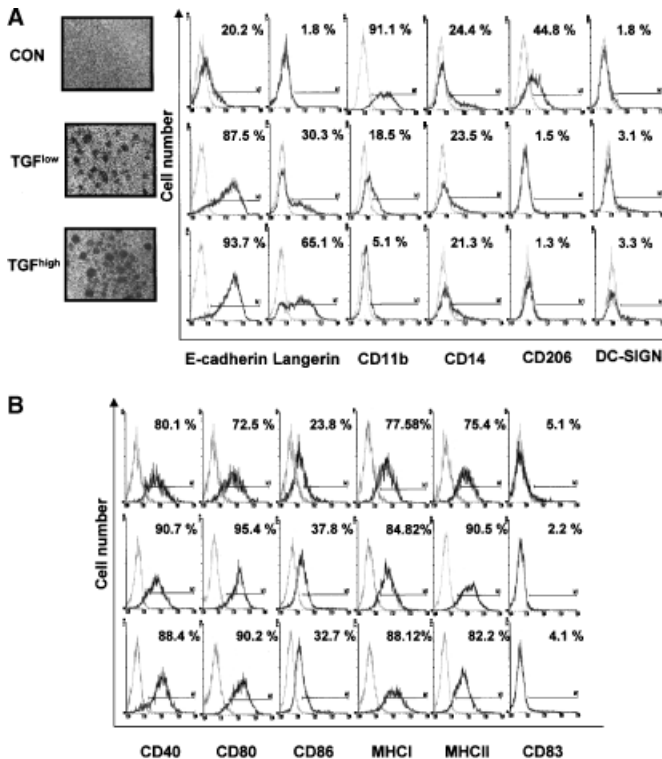 A
CON
20.2 % 1.8 % 91.1 % 24.4 % 44.8 % 1.8 %
TGFlow
87.5 % 30.3 % 18.5 % 23.5 % 1.5 % 3.1 %
TGFhigh
93.7 % 65.1 % 5.1 % 21.3 % 1.3 % 3.3 %
Cell number
E-cadherin Langerin CD11b CD14 CD206 DC-SIGN
B
80.1 % 72.5 % 23.8 % 77.58% 75.4 % 5.1 %
90.7 % 95.4 % 37.8 % 84.82% 90.5 % 2.2 %
88.4 % 90.2 % 32.7 % 88.12% 82.2 % 4.1 %
Cell number
CD40 CD80 CD86 MHCI MHCII CD83